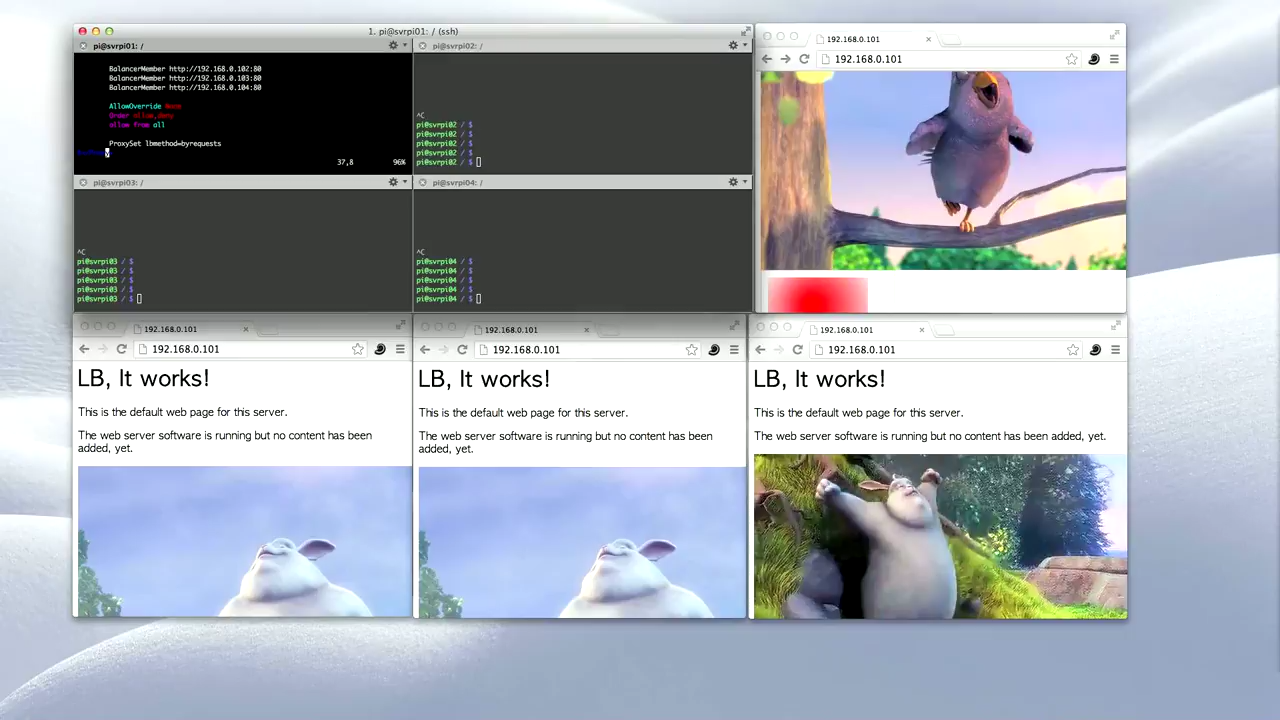 1. pi@svrpi01: / (ssh)
pi@svrpi01: /
BalancerMember http://192.168.0.102:80
BalancerMember http://192.168.0.103:80
BalancerMember http://192.168.0.104:80
AllowOverride None
Order allow,deny
allow from all
ProxySet lbmethod=byrequests
37,8 96%
pi@svrpi02: /
^C
pi@svrpi02 / $
pi@svrpi02 / $
pi@svrpi02 / $
pi@svrpi02 / $
pi@svrpi02 / $
192.168.0.101
192.168.0.101
pi@svrpi03: /
^C
pi@svrpi03 / $
pi@svrpi03 / $
pi@svrpi03 / $
pi@svrpi03 / $
pi@svrpi03 / $
pi@svrpi04: /
^C
pi@svrpi04 / $
pi@svrpi04 / $
pi@svrpi04 / $
pi@svrpi04 / $
pi@svrpi04 / $
192.168.0.101
192.168.0.101
LB, It works!
This is the default web page for this server.
The web server software is running but no content has been
added, yet.
192.168.0.101
192.168.0.101
LB, It works!
This is the default web page for this server.
The web server software is running but no content has been
added, yet.
192.168.0.101
192.168.0.101
LB, It works!
This is the default web page for this server.
The web server software is running but no content has been added, yet.